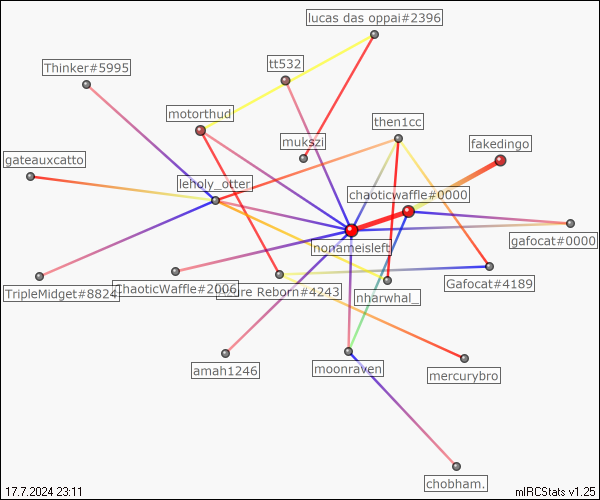 lucas das oppai#2396
tt532
Thinker#5995
motorthud
then1cc
mukszi
fakedingo
gateauxcatto
leholy_otter
chaoticwaffle#0000
nonameisleft
gafocat#0000
TripleMidget#8824
ChaoticWaffle#2006
Reborn#4243
nharwhal_
Gafocat#4189
amah1246
moonraven
mercurybro
chobham.
17.7.2024 23:11
mIRCStats v1.25